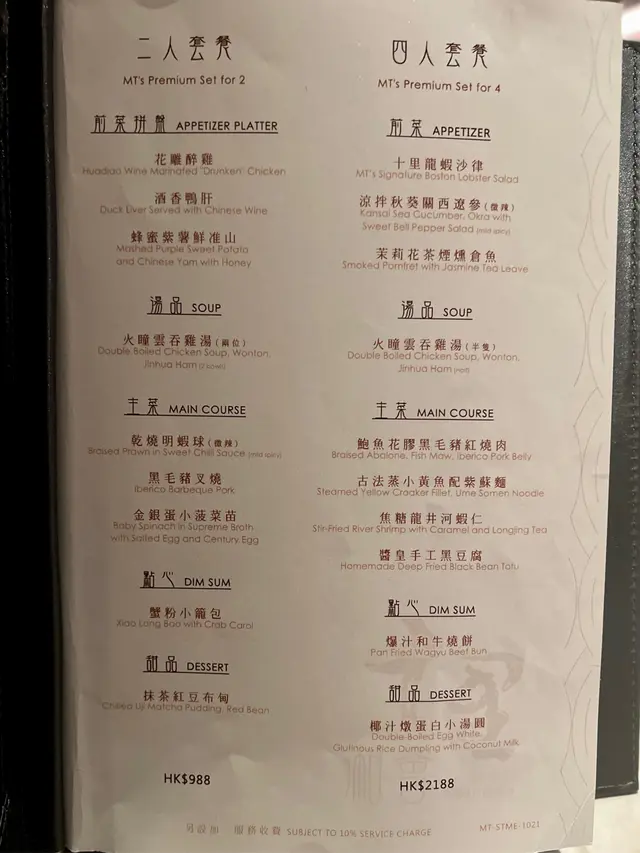 二人套餐
MT's Premium Set for 2
前菜拼盤 APPETIZER PLATTER
花雕醉雞
Huadiao Wine Marinated "Drunken" Chicken
酒香鴨肝
Duck Liver Served with Chinese Wine
蜂蜜紫薯鮮准山
Mashed Purple Sweet Potato
and Chinese Yam with Honey
湯品 SOUP
火瞳雲吞雞湯(兩位)
Double Boiled Chicken Soup, Wonton,
Jinhua Ham
主菜 MAIN COURSE
乾燒明蝦球(微辣)
Braised Prawn in Sweet Chili Sauce (mild spicy)
黑毛豬叉燒
Iberico Barbeque Pork
金銀蛋小菠菜苗
Baby Spinach in Supreme Broth
with Salted Egg and Century Egg
點心 DIM SUM
蟹粉小籠包
Xiao Long Bao with Crab Carol
甜品 DESSERT
抹茶紅豆布甸
Chilled Uji Matcha Pudding, Red Bean
HK$988
四人套餐
MT's Premium Set for 4
前菜 APPETIZER
十里龍蝦沙律
MT's Signature Boston Lobster Salad
涼拌秋葵關西遼參(微辣)
Kansai Sea Cucumber, Okra with
Sweet Bell Pepper Salad (mild spicy)
茉莉花茶煙燻倉魚
Smoked Pomfret with Jasmine Tea Leave
湯品 SOUP
火瞳雲吞雞湯(半隻)
Double Boiled Chicken Soup, Wonton,
Jinhua Ham (half)
主菜 MAIN COURSE
鮑魚花膠黑毛豬紅燒肉
Braised Abalone, Fish Maw, Iberico Pork Belly
古法蒸小黃魚配紫蘇麵
Steamed Yellow Croaker Fillet, Ume Somen Noodle
焦糖龍井河蝦仁
Stir-Fried River Shrimp with Caramel and Longjing Tea
醬皇手工黑豆腐
Homemade Deep Fried Black Bean Tofu
點心 DIM SUM
爆汁和牛燒餅
Pan Fried Wagyu Beef Bun
甜品 DESSERT
椰汁燉蛋白小湯圓
Double-Boiled Egg White,
Glutinous Rice Dumpling with Coconut Milk
HK$2188
另設加一服務收費 SUBJECT TO 10% SERVICE CHARGE
MT-STME-1021